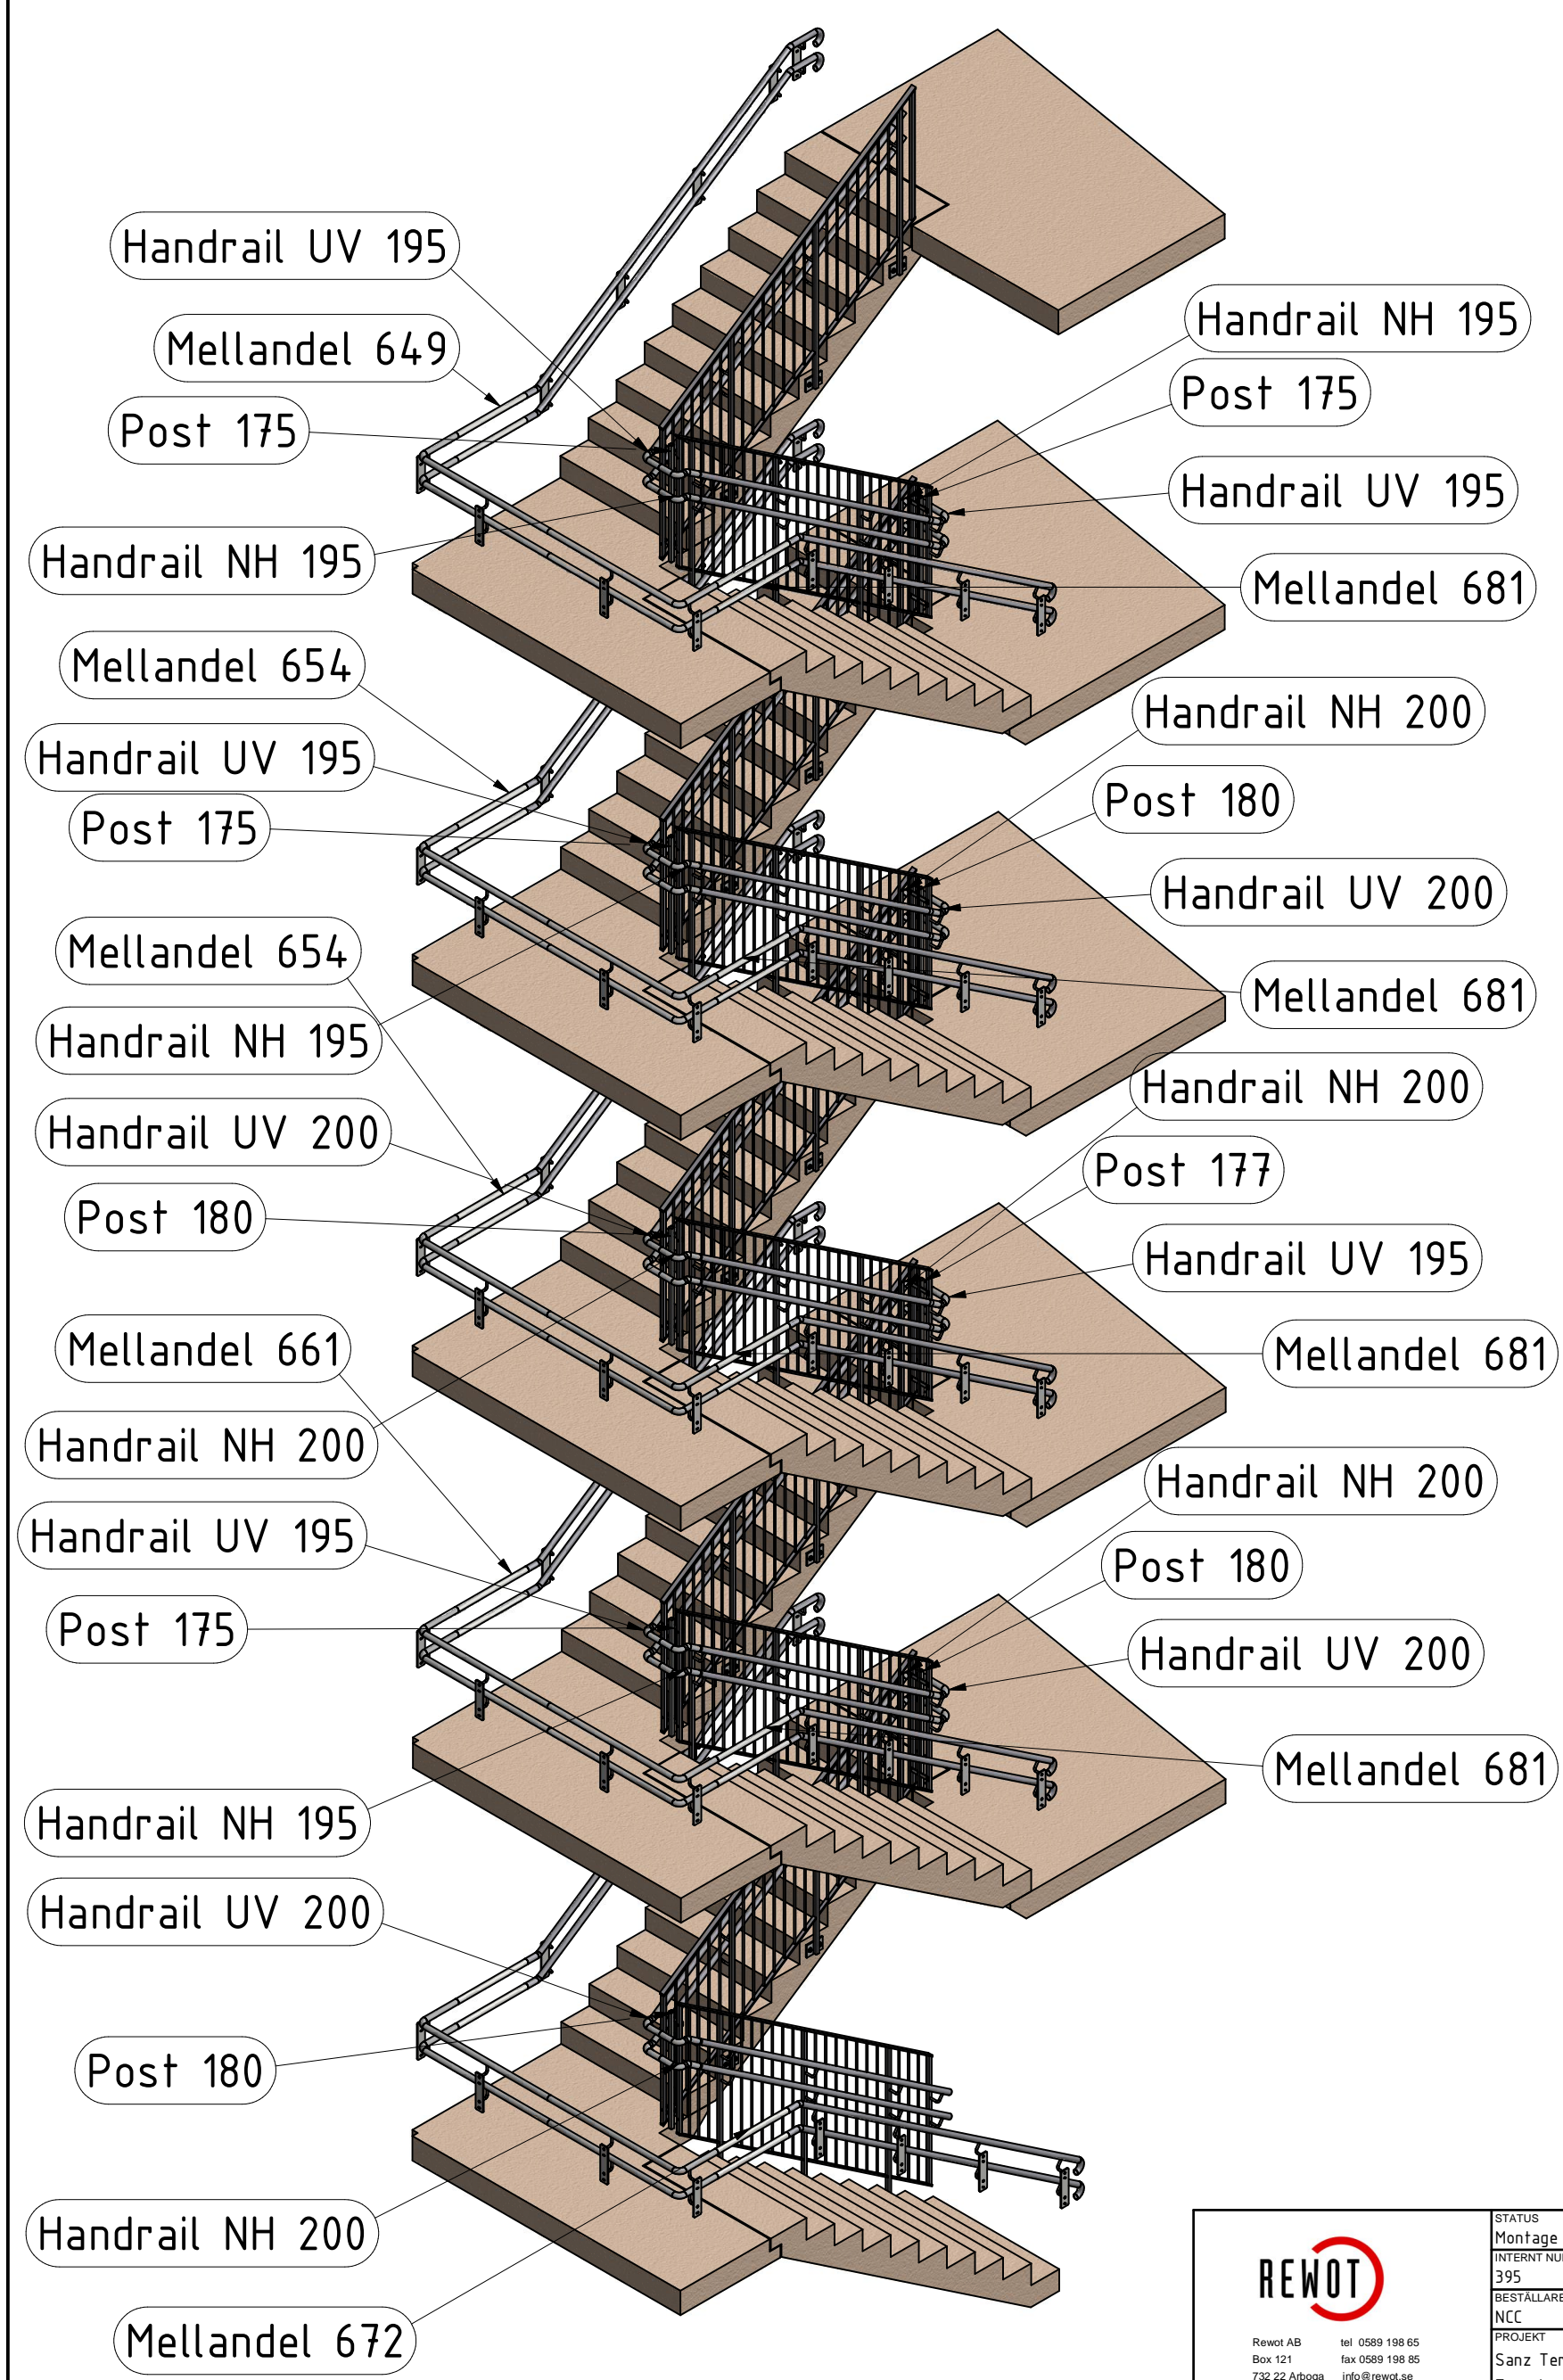 Handrail UV 195
Mellandel 649
Post 175
Handrail NH 195
Mellandel 654
Handrail UV 195
Post 175
Mellandel 654
Handrail NH 195
Handrail UV 200
Post 180
Mellandel 661
Handrail NH 200
Handrail UV 195
Post 175
Handrail NH 195
Handrail UV 200
Post 180
Handrail NH 200
Mellandel 672
Handrail NH 195
Post 175
Handrail UV 195
Mellandel 681
Handrail NH 200
Post 180
Handrail UV 200
Mellandel 681
Handrail NH 200
Post 177
Handrail UV 195
Mellandel 681
Handrail NH 200
Post 180
Handrail UV 200
Mellandel 681
REWOT
Rewot AB tel 0589 198 65
Box 121 fax 0589 198 85
732 22 Arboga info@rewot.se
STATUS
Montage
INTERNT
395
BESTÄLLARE
NCC
PROJEKT
Sanz